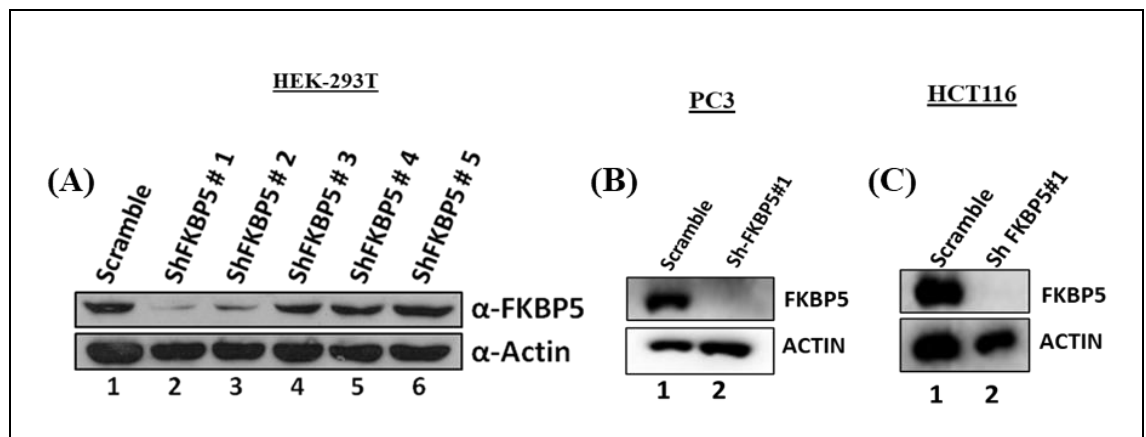 HEK-293T
PC3
HCT116
(A)
Scramble
ShFKBP5 # 1
ShFKBP5 # 2
ShFKBP5 # 3
ShFKBP5 # 4
ShFKBP5 # 5
α-FKBP5
α-Actin
1 2 3 4 5 6
(B)
Scramble
Sh-FKBP5#1
FKBP5
ACTIN
1 2
(C)
Scramble
Sh FKBP5#1
FKBP5
ACTIN
1 2